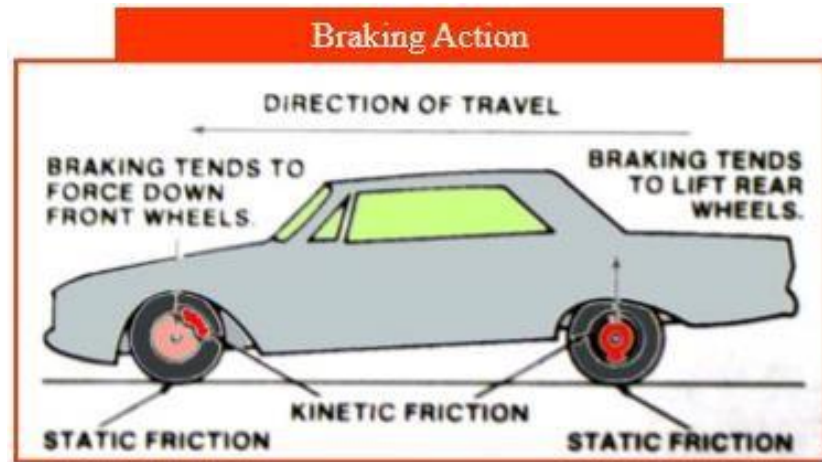 Braking Action
DIRECTION OF TRAVEL
BRAKING TENDS TO
FORCE DOWN
FRONT WHEELS.
BRAKING TENDS
TO LIFT REAR
WHEELS.
KINETIC FRICTION
STATIC FRICTION
STATIC FRICTION